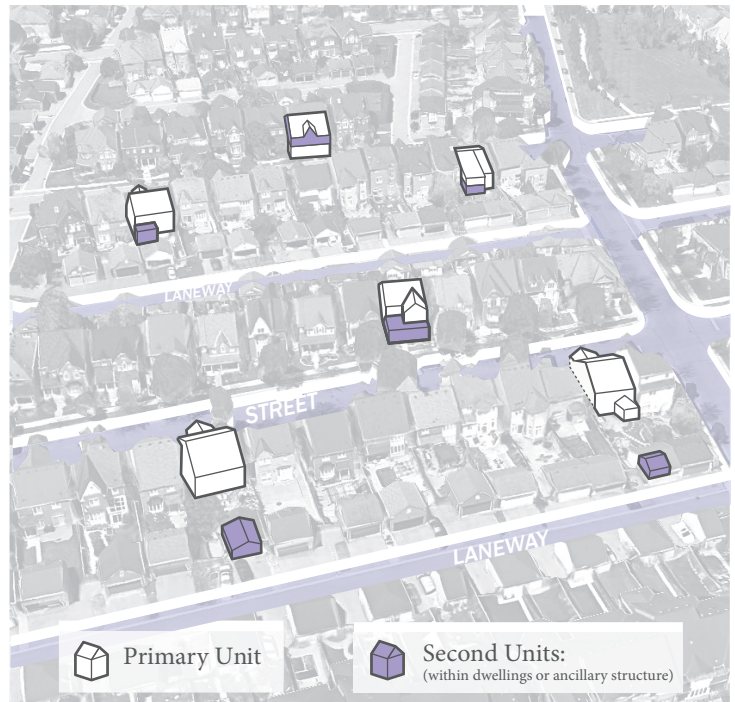 LANEWAY
STREET
LANEWAY
Primary Unit
Second Units:
(within dwellings or ancillary structure)